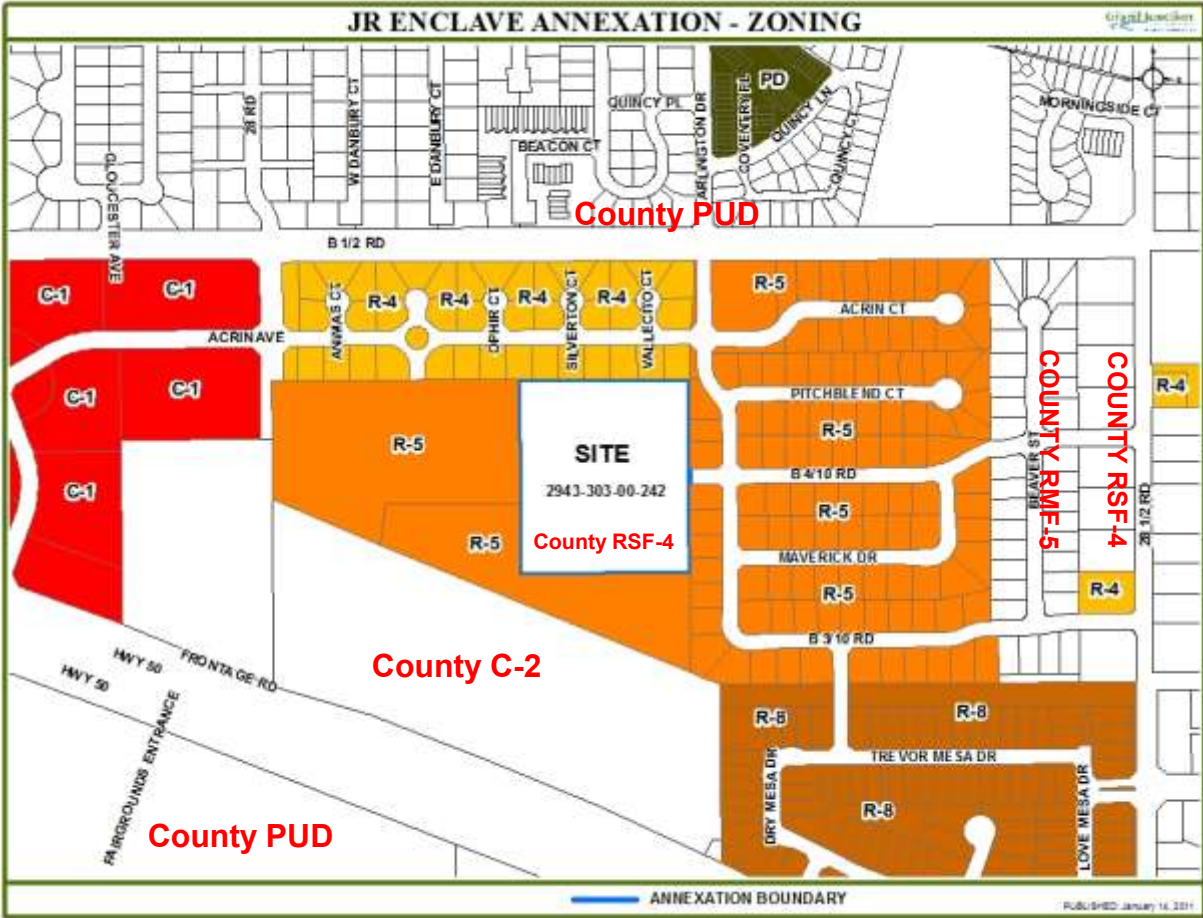 JR ENCLAVE ANNEXATION - ZONING
Grand Junction
PD
28 RD
W DANBURY CT
E DANBURY CT
QUINCY PL
ARLINGTON DR
COVENTRY PL
QUINCY LN
QUINCY CT
MORNINGSIDE CT
BEACON CT
GLOUCESTER AVE
County PUD
B 1/2 RD
C-1
C-1
ANIMAS CT
R-4
R-4
OPHIR CT
R-4
SILVERTON CT
R-4
VALLECITO CT
R-5
ACRIN CT
ACRIN AVE
C-1
C-1
PITCHBLEND CT
COUNTY RMF-5
COUNTY RSF-4
R-4
R-5
R-5
SITE
2943-303-00-242
County RSF-4
B 4/10 RD
BEAVER ST
28 1/2 RD
C-1
R-5
R-5
MAVERICK DR
R-5
R-4
B 3/10 RD
HWY 50
FRONTAGE RD
HWY 50
County C-2
FAIRGROUNDS ENTRANCE
R-8
R-8
TREVOR MESA DR
DRY MESA DR
LOVE MESA DR
R-8
County PUD
ANNEXATION BOUNDARY
PUBLISHED January 14, 2011